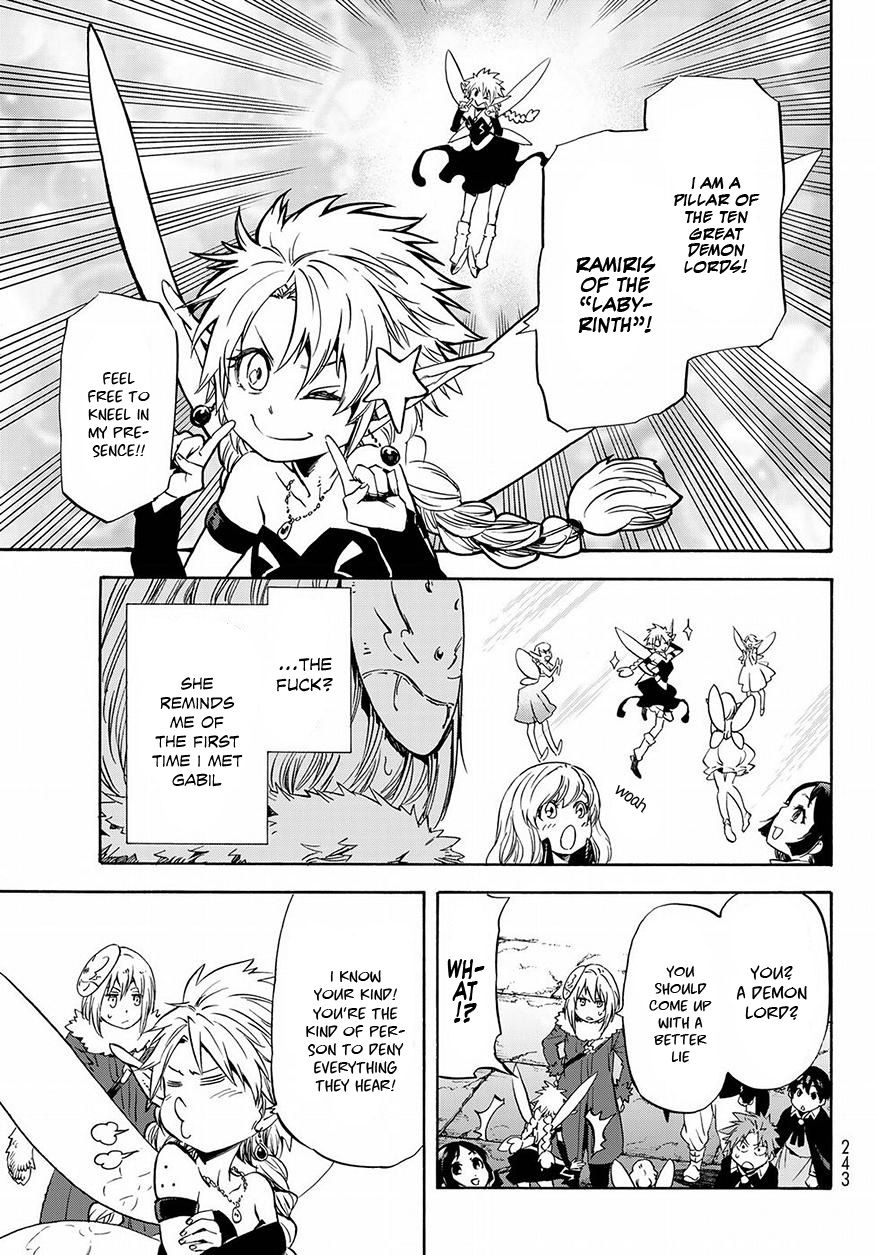 I AM A
PILLAR OF
THE TEN
GREAT
DEMON
LORDS!
RAMIRIS
OF THE
"LABY-
RINTH"!
FEEL
FREE TO
KNEEL IN
MY PRE-
SENCE!!
...THE
FUCK?
SHE
REMINDS
ME OF
THE FIRST
TIME I MET
GABIL
woah
YOU?
A DEMON
LORD?
YOU
SHOULD
COME UP
WITH A
BETTER
LIE
WH-
AT
!?
I KNOW
YOUR KIND!
YOU'RE THE
KIND OF PER-
SON TO DENY
EVERYTHING
THEY HEAR!
243